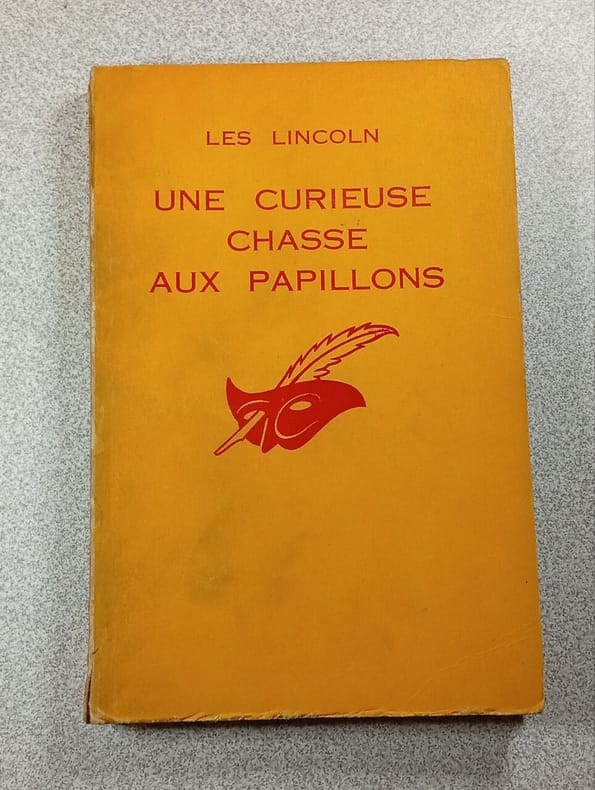 LES LINCOLN
UNE CURIEUSE
CHASSE
AUX PAPILLONS